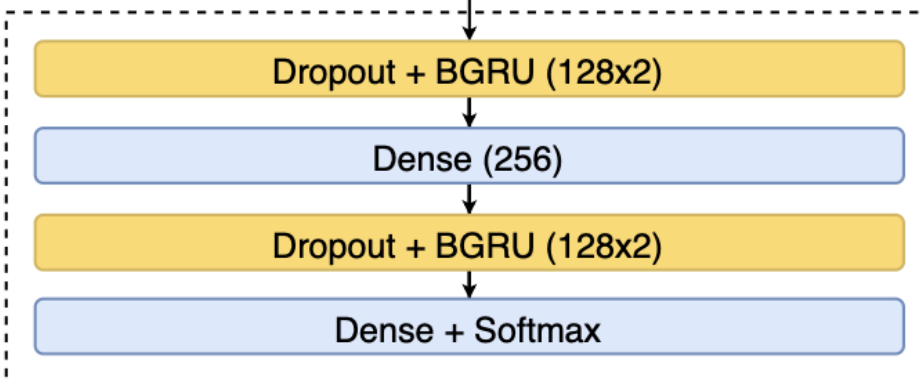 Dropout + BGRU (128x2)
Dense (256)
Dropout + BGRU (128x2)
Dense + Softmax